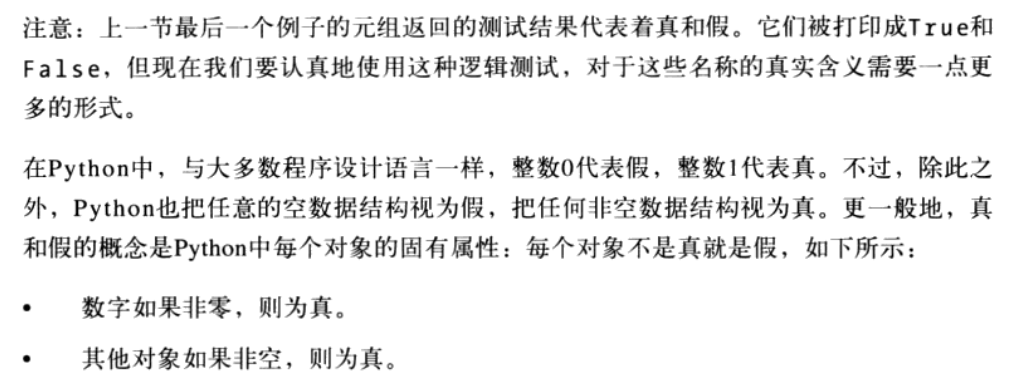 注意：上一节最后一个例子的元组返回的测试结果代表着真和假。它们被打印成True和
False，但现在我们要认真地使用这种逻辑测试，对于这些名称的真实含义需要一点更
多的形式。
在Python中，与大多数程序设计语言一样，整数0代表假，整数1代表真。不过，除此之
外，Python也把任意的空数据结构视为假，把任何非空数据结构视为真。更一般地，真
和假的概念是Python中每个对象的固有属性：每个对象不是真就是假，如下所示：
• 数字如果非零，则为真。
• 其他对象如果非空，则为真。